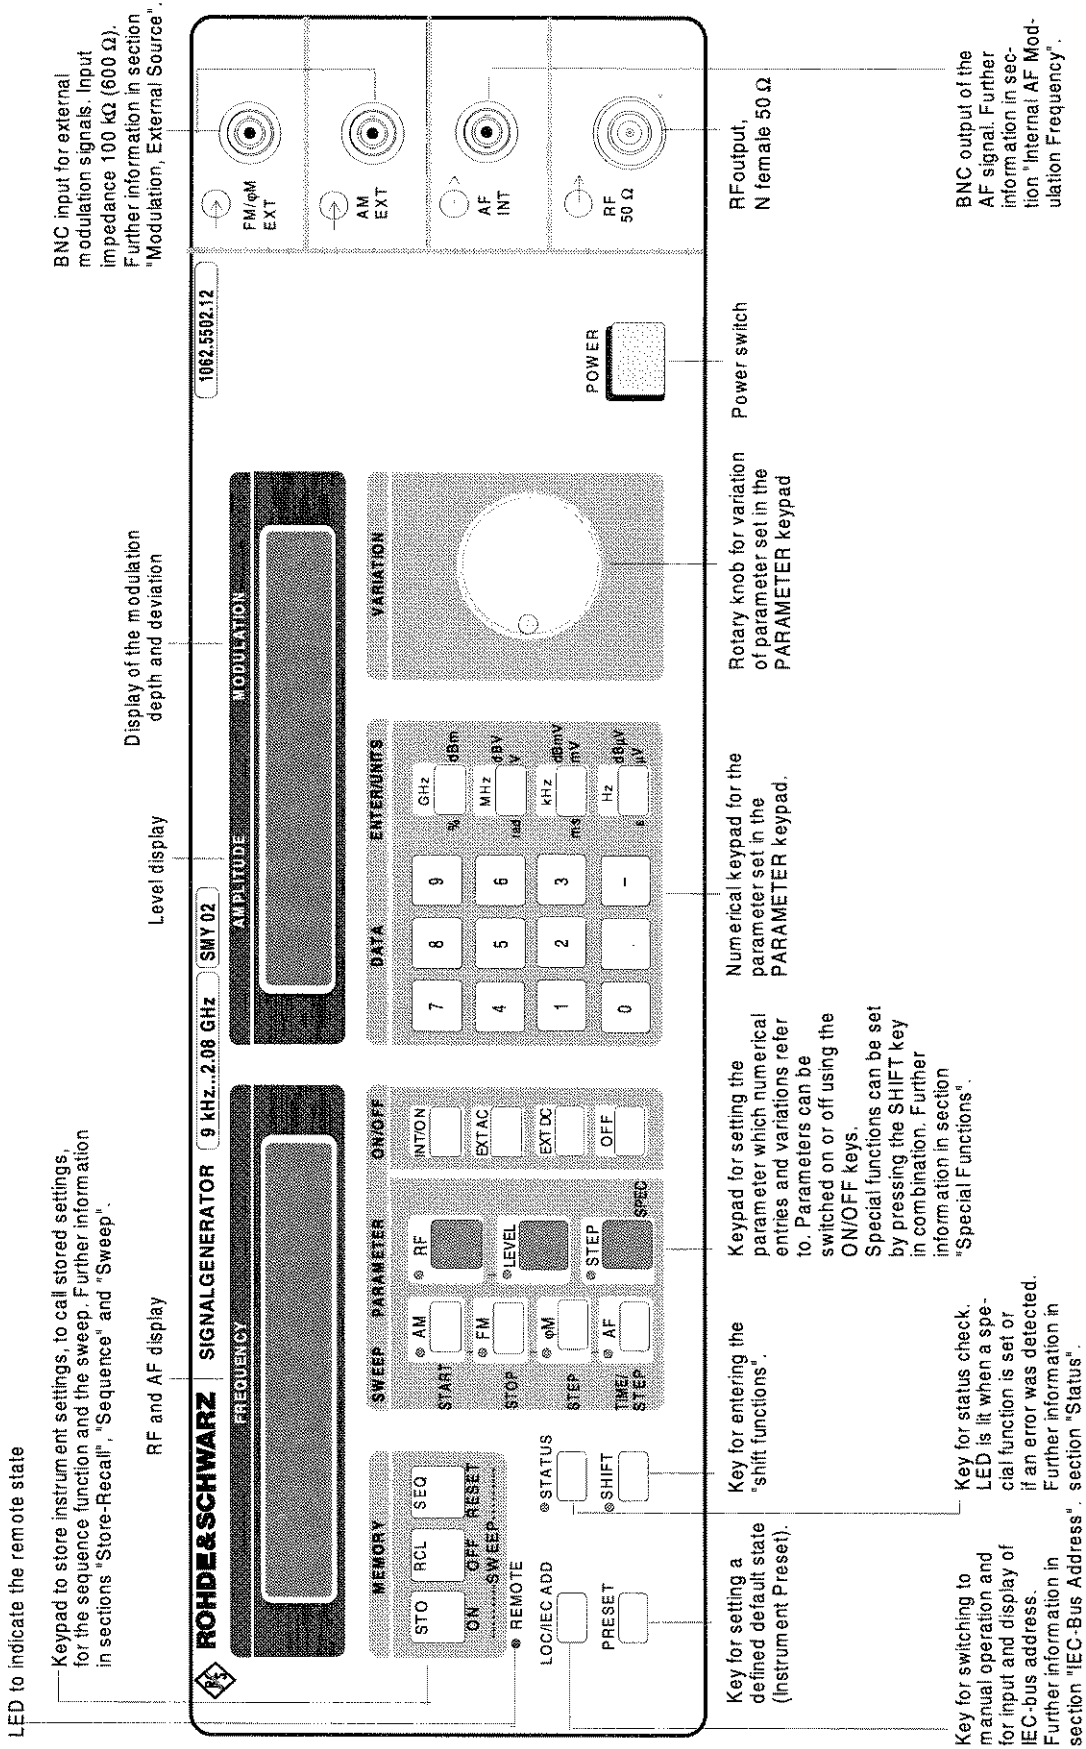 LED to indicate the remote state
Keypad to store instrument settings, to call stored settings,
for the sequence function and the sweep. Further information
in sections "Store-Recall", "Sequence" and "Sweep".
RF and AF display
Level display
Display of the modulation
depth and deviation
BNC input for external
modulation signals. Input
impedance 100 kΩ (600 Ω).
Further information in section
"Modulation, External Source".
R S
ROHDE&SCHWARZ
SIGNALGENERATOR
9 kHz...2.08 GHz
SMY 02
1062.5502.12
FREQUENCY
AMPLITUDE
MODULATION
MEMORY
STO
RCL
SEQ
ON
OFF
RESET
SWEEP
REMOTE
LOC/IEC ADD
STATUS
PRESET
SHIFT
SWEEP
PARAMETER
ON/OFF
START
AM
RF
INT/ON
STOP
FM
LEVEL
EXT AC
STEP
φM
STEP
EXT DC
TIME/
STEP
AF
SPEC
OFF
DATA
ENTER/UNITS
7
8
9
%
GHz
dBm
4
5
6
rad
MHz
dBV
V
1
2
3
ms
kHz
dBmV
mV
0
.
–
s
Hz
dBµV
µV
VARIATION
POWER
FM/φM
EXT
AM
EXT
AF
INT
RF
50 Ω
Key for setting a
defined default state
(Instrument Preset).
Key for entering the
"shift functions".
Keypad for setting the
parameter which numerical
entries and variations refer
to. Parameters can be
switched on or off using the
ON/OFF keys.
Special functions can be set
by pressing the SHIFT key
in combination. Further
information in section
"Special Functions".
Numerical keypad for the
parameter set in the
PARAMETER keypad.
Rotary knob for variation
of parameter set in the
PARAMETER keypad
Power switch
RFoutput,
N female 50 Ω
Key for switching to
manual operation and
for input and display of
IEC-bus address.
Further information in
section "IEC-Bus Address".
Key for status check.
LED is lit when a spe-
cial function is set or
if an error was detected.
Further information in
section "Status".
BNC output of the
AF signal. Further
information in sec-
tion "Internal AF Mod-
ulation Frequency".